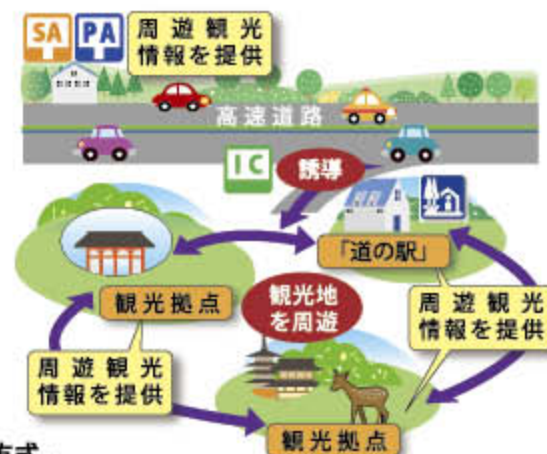 SA PA
周遊観光
情報を提供
高速道路
IC
誘導
「道の駅」
観光拠点
観光地
を周遊
周遊観光
情報を提供
周遊観光
情報を提供
観光拠点